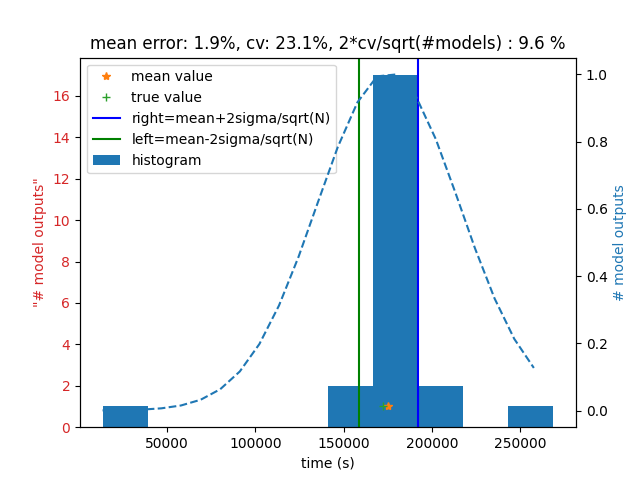 mean error: 1.9%, cv: 23.1%, 2*cv/sqrt(#models) : 9.6 %
mean value
true value
right=mean+2sigma/sqrt(N)
left=mean-2sigma/sqrt(N)
histogram
16
14
12
10
8
6
4
2
0
"# model outputs"
1.0
0.8
0.6
0.4
0.2
0.0
# model outputs
50000
100000
150000
200000
250000
time (s)